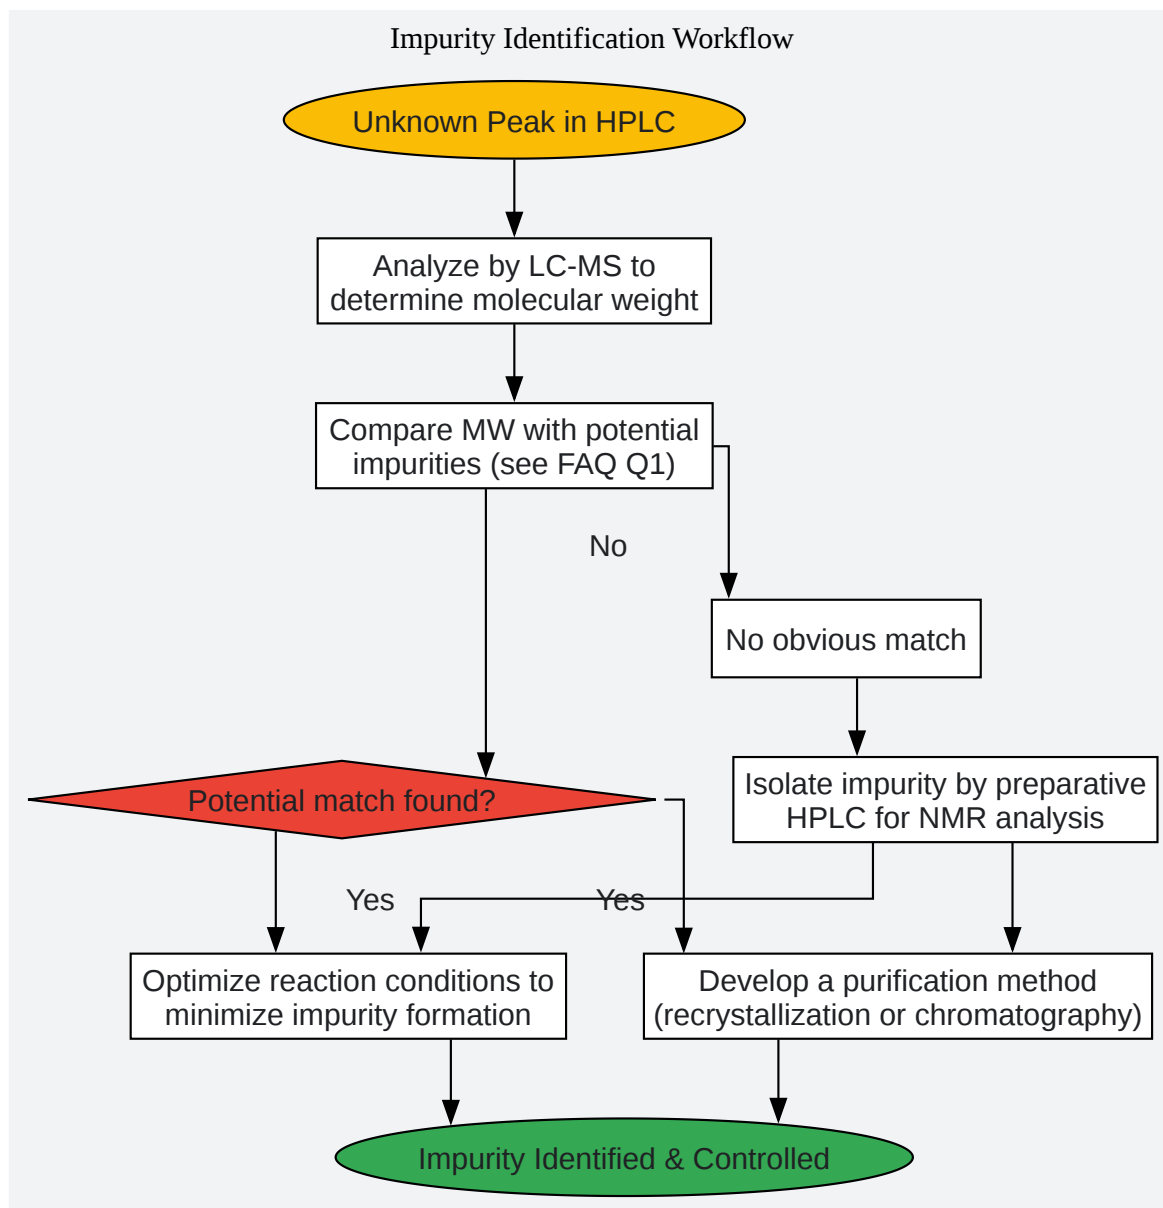 Impurity Identification Workflow
Unknown Peak in HPLC
Analyze by LC-MS to
determine molecular weight
Compare MW with potential
impurities (see FAQ Q1)
No
No obvious match
Potential match found?
Isolate impurity by preparative
HPLC for NMR analysis
Yes
Yes
Optimize reaction conditions to
minimize impurity formation
Develop a purification method
(recrystallization or chromatography)
Impurity Identified & Controlled